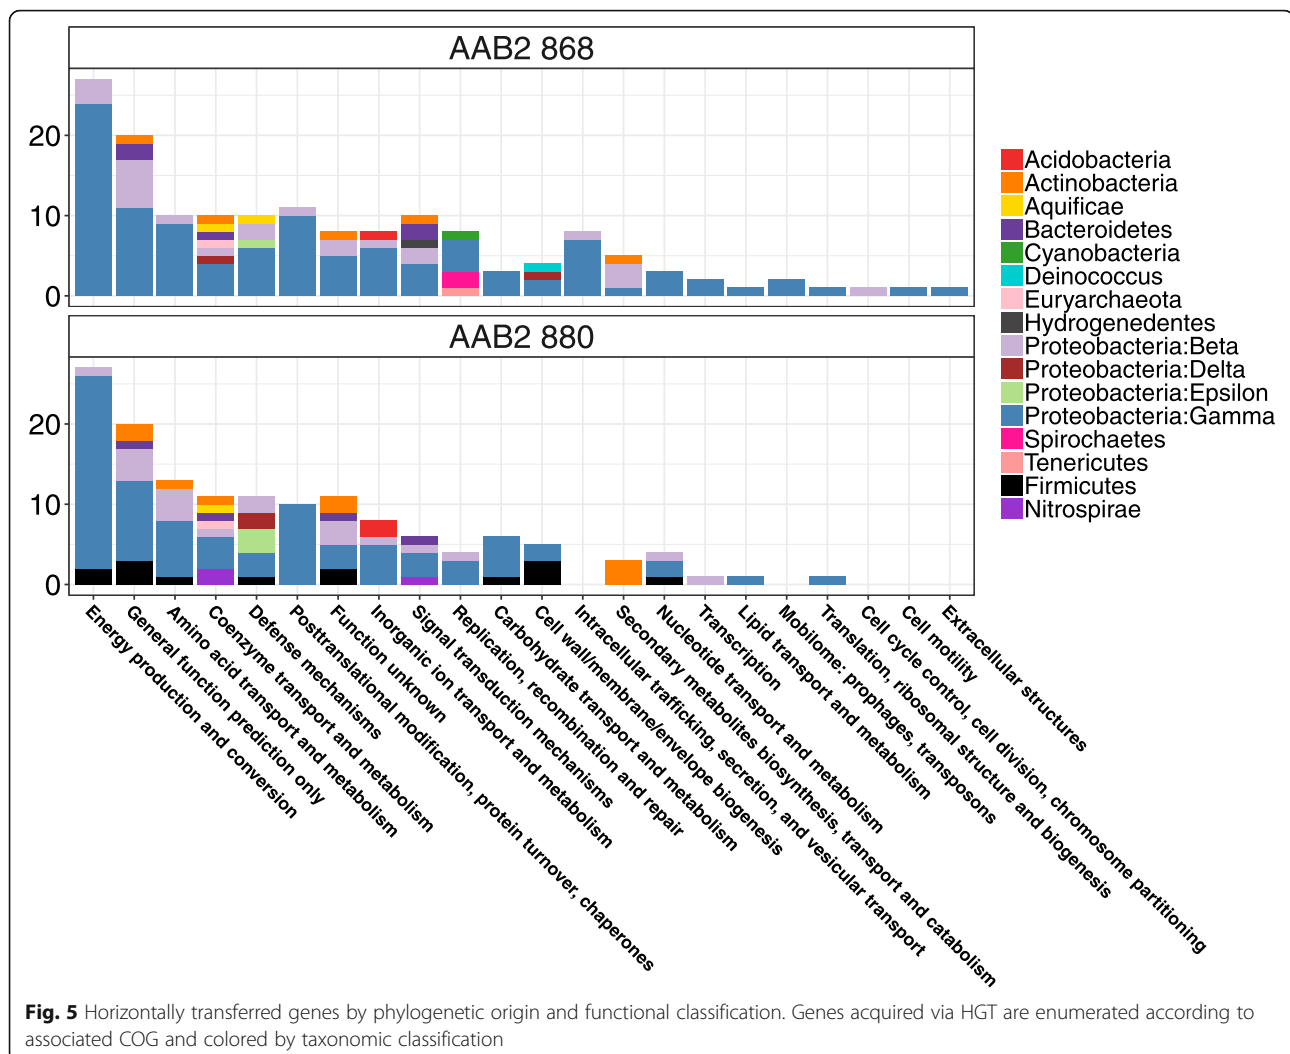 AAB2 868
20
10
0
AAB2 880
20
10
0
Energy production and conversion
General function prediction only
Amino acid transport and metabolism
Coenzyme transport and metabolism
Defense mechanisms
Posttranslational modification, protein turnover, chaperones
Function unknown
Inorganic ion transport and metabolism
Signal transduction mechanisms
Replication, recombination and repair
Carbohydrate transport and metabolism
Cell wall/membrane/envelope biogenesis
Intracellular trafficking, secretion, and vesicular transport
Secondary metabolites biosynthesis, transport and catabolism
Nucleotide transport and metabolism
Transcription
Lipid transport and metabolism
Mobilome: prophages, transposons
Translation, ribosomal structure and biogenesis
Cell cycle control, cell division, chromosome partitioning
Cell motility
Extracellular structures
Acidobacteria
Actinobacteria
Aquificae
Bacteroidetes
Cyanobacteria
Deinococcus
Euryarchaeota
Hydrogenedentes
Proteobacteria:Beta
Proteobacteria:Delta
Proteobacteria:Epsilon
Proteobacteria:Gamma
Spirochaetes
Tenericutes
Firmicutes
Nitrospirae
Fig. 5 Horizontally transferred genes by phylogenetic origin and functional classification. Genes acquired via HGT are enumerated according to
associated COG and colored by taxonomic classification